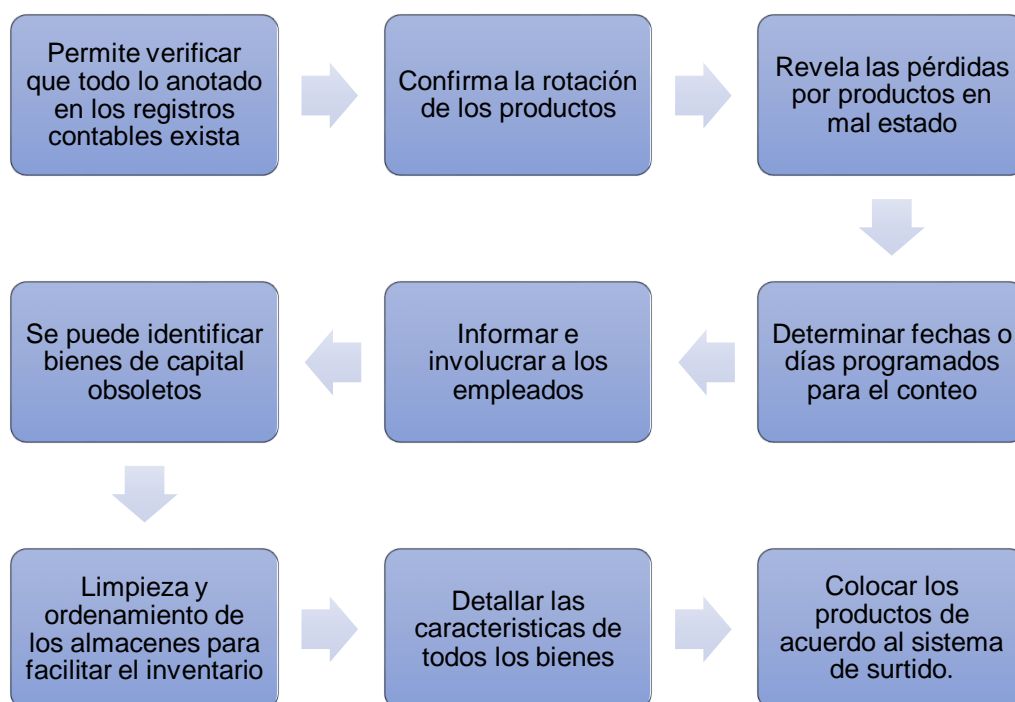 Permite verificar
que todo lo anotado
en los registros
contables exista
Confirma la rotación
de los productos
Revela las pérdidas
por productos en
mal estado
Determinar fechas o
días programados
para el conteo
Informar e
involucrar a los
empleados
Se puede identificar
bienes de capital
obsoletos
Limpieza y
ordenamiento de
los almacenes para
facilitar el inventario
Detallar las
caracteristicas de
todos los bienes
Colocar los
productos de
acuerdo al sistema
de surtido.